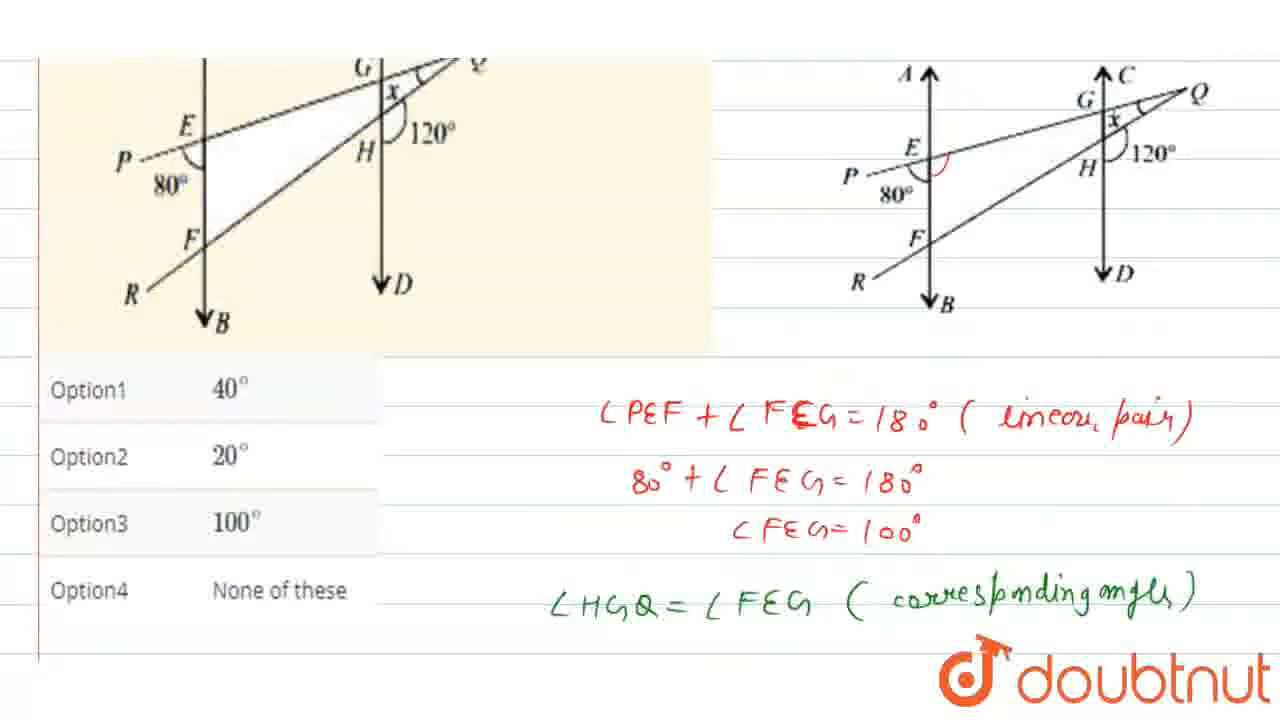 G
Q
x
E
120°
P
H
80°
F
R
D
B
A
C
G
Q
x
E
120°
P
H
80°
F
R
D
B
Option1 40°
Option2 20°
Option3 100°
Option4 None of these
∠PEF + ∠FEG = 180° ( linear pair)
80° + ∠FEG = 180°
∠FEG = 100°
∠HGQ = ∠FEG ( corresponding angles)
doubtnut